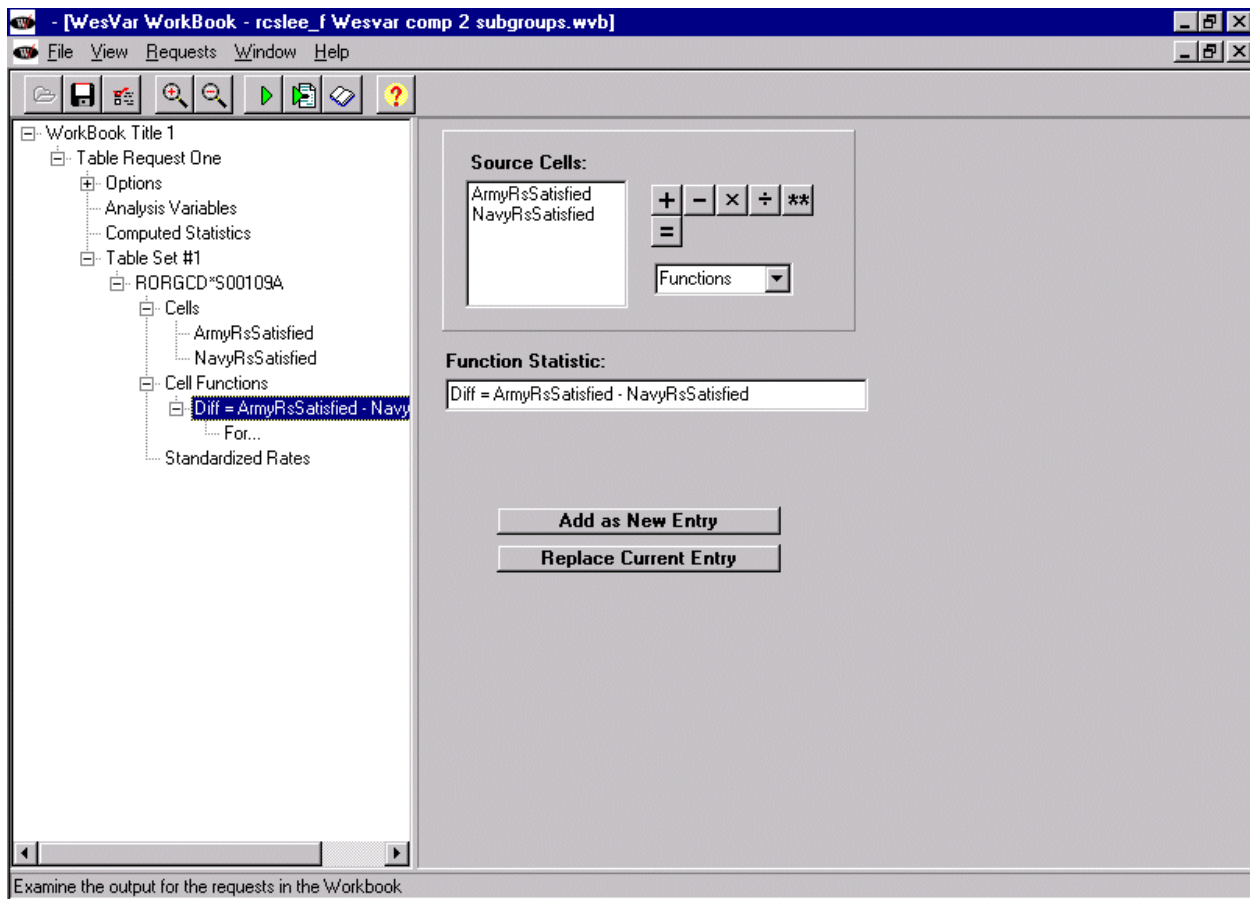 - [WesVar WorkBook - rcslee_f Wesvar comp 2 subgroups.wvb]
File View Requests Window Help
WorkBook Title 1
Table Request One
Options
Analysis Variables
Computed Statistics
Table Set #1
RORGCD*S00109A
Cells
ArmyRsSatisfied
NavyRsSatisfied
Cell Functions
Diff = ArmyRsSatisfied - Navy
For...
Standardized Rates
Source Cells:
ArmyRsSatisfied
NavyRsSatisfied
+ − × ÷ **
=
Functions
Function Statistic:
Diff = ArmyRsSatisfied - NavyRsSatisfied
Add as New Entry
Replace Current Entry
Examine the output for the requests in the Workbook